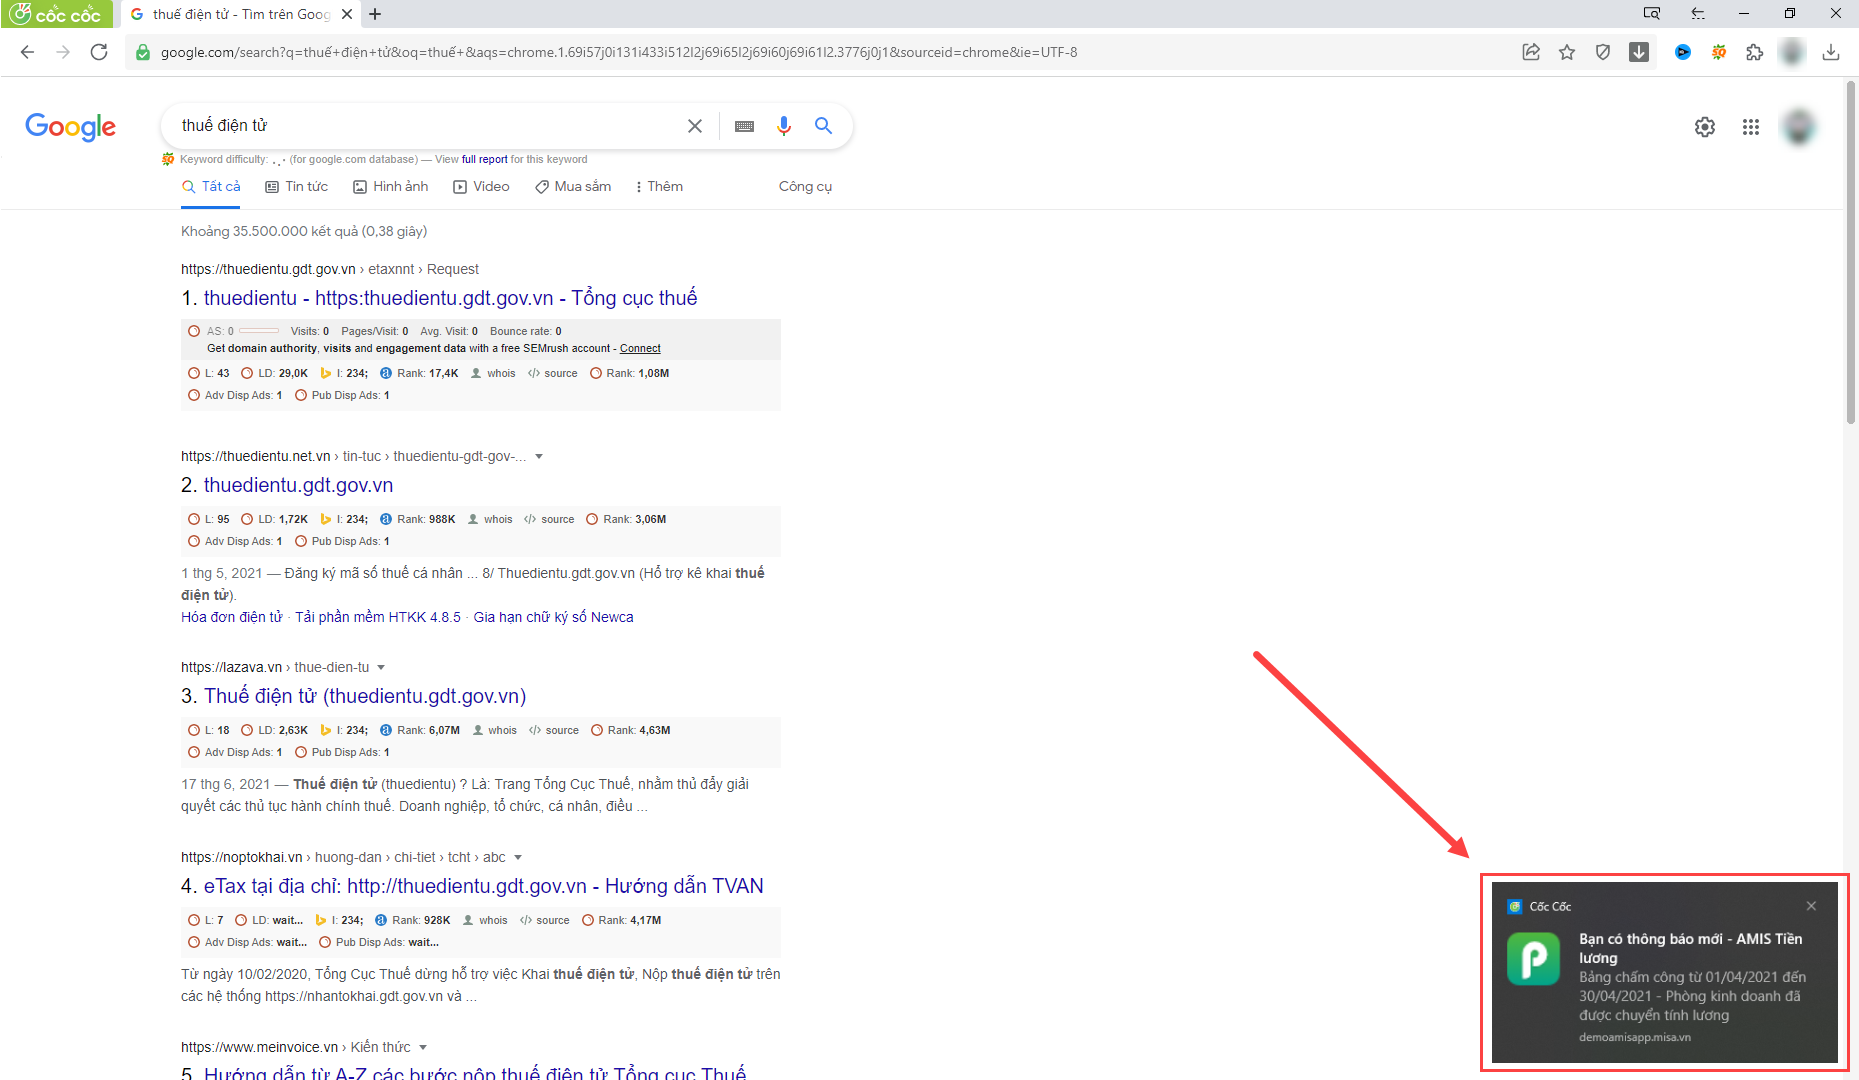 cốc cốc
thuế điện tử - Tìm trên Goog
google.com/search?q=thuế+điện+tử&oq=thuế+&aqs=chrome.1.69i57j0i131i433i512l2j69i65l2j69i60j69i61l2.3776j0j1&sourceid=chrome&ie=UTF-8
Google
thuế điện tử
Keyword difficulty: . . . (for google.com database) — View full report for this keyword
Tất cả Tin tức Hình ảnh Video Mua sắm Thêm Công cụ
Khoảng 35.500.000 kết quả (0,38 giây)
https://thuedientu.gdt.gov.vn › etaxnnt › Request
1. thuedientu - https:thuedientu.gdt.gov.vn - Tổng cục thuế
AS: 0 Visits: 0 Pages/Visit: 0 Avg. Visit: 0 Bounce rate: 0
Get domain authority, visits and engagement data with a free SEMrush account - Connect
L: 43 LD: 29,0K I: 234; Rank: 17,4K whois </> source Rank: 1,08M
Adv Disp Ads: 1 Pub Disp Ads: 1
https://thuedientu.net.vn › tin-tuc › thuedientu-gdt-gov-...
2. thuedientu.gdt.gov.vn
L: 95 LD: 1,72K I: 234; Rank: 988K whois </> source Rank: 3,06M
Adv Disp Ads: 1 Pub Disp Ads: 1
1 thg 5, 2021 — Đăng ký mã số thuế cá nhân ... 8/ Thuedientu.gdt.gov.vn (Hổ trợ kê khai thuế
điện tử).
Hóa đơn điện tử · Tải phần mềm HTKK 4.8.5 · Gia hạn chữ ký số Newca
https://lazava.vn › thue-dien-tu
3. Thuế điện tử (thuedientu.gdt.gov.vn)
L: 18 LD: 2,63K I: 234; Rank: 6,07M whois </> source Rank: 4,63M
Adv Disp Ads: 1 Pub Disp Ads: 1
17 thg 6, 2021 — Thuế điện tử (thuedientu) ? Là: Trang Tổng Cục Thuế, nhằm thủ đẩy giải
quyết các thủ tục hành chính thuế. Doanh nghiệp, tổ chức, cá nhân, điều ...
https://noptokhai.vn › huong-dan › chi-tiet › tcht › abc
4. eTax tại địa chỉ: http://thuedientu.gdt.gov.vn - Hướng dẫn TVAN
L: 7 LD: wait... I: 234; Rank: 928K whois </> source Rank: 4,17M
Adv Disp Ads: wait... Pub Disp Ads: wait...
Từ ngày 10/02/2020, Tổng Cục Thuế dừng hỗ trợ việc Khai thuế điện tử, Nộp thuế điện tử trên
các hệ thống https://nhantokhai.gdt.gov.vn và ...
https://www.meinvoice.vn › Kiến thức
5. Hướng dẫn từ A-Z các bước nộp thuế điện tử Tổng cục Thuế
Cốc Cốc
Bạn có thông báo mới - AMIS Tiền
lương
Bảng chấm công từ 01/04/2021 đến
30/04/2021 - Phòng kinh doanh đã
được chuyển tính lương
demoamisapp.misa.vn